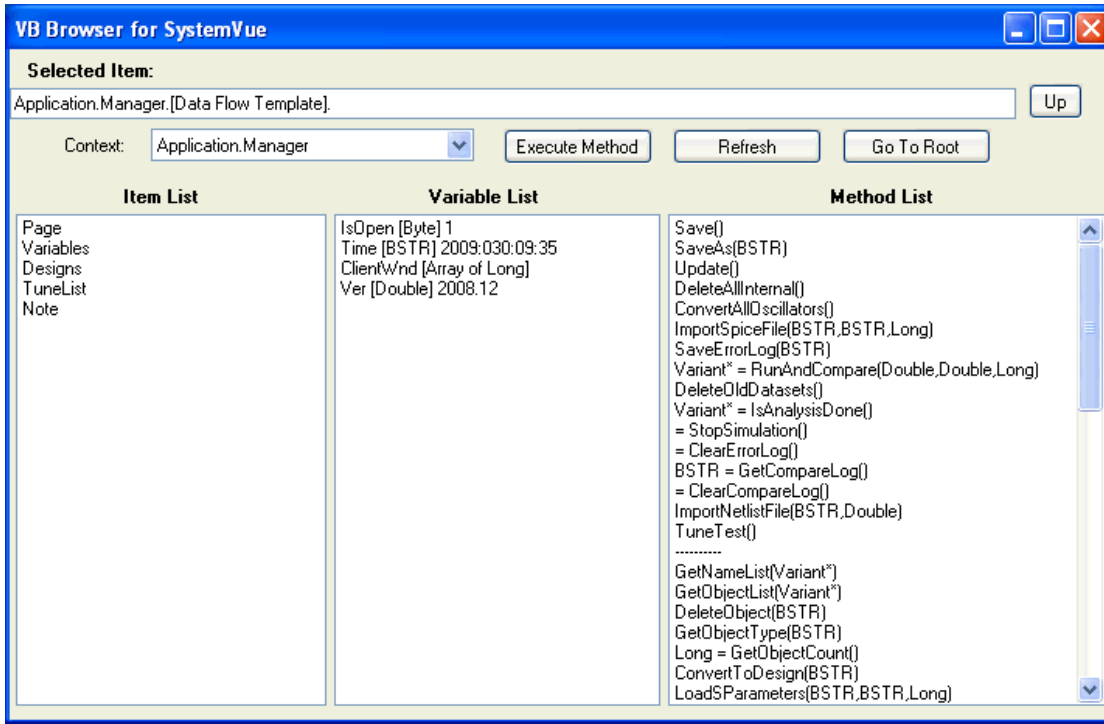 VB Browser for SystemVue
Selected Item:
Application.Manager.[Data Flow Template].
Up
Context: Application.Manager Execute Method Refresh Go To Root
Item List
Page
Variables
Designs
TuneList
Note
Variable List
IsOpen [Byte] 1
Time [BSTR] 2009:030:09:35
ClientWnd [Array of Long]
Ver [Double] 2008.12
Method List
Save()
SaveAs(BSTR)
Update()
DeleteAllInternal()
ConvertAllOscillators()
ImportSpiceFile(BSTR,BSTR,Long)
SaveErrorLog(BSTR)
Variant* = RunAndCompare(Double,Double,Long)
DeleteOldDatasets()
Variant* = IsAnalysisDone()
= StopSimulation()
= ClearErrorLog()
BSTR = GetCompareLog()
= ClearCompareLog()
ImportNetlistFile(BSTR,Double)
TuneTest()
----------
GetNameList(Variant*)
GetObjectList(Variant*)
DeleteObject(BSTR)
GetObjectType(BSTR)
Long = GetObjectCount()
ConvertToDesign(BSTR)
LoadSParameters(BSTR,BSTR,Long)